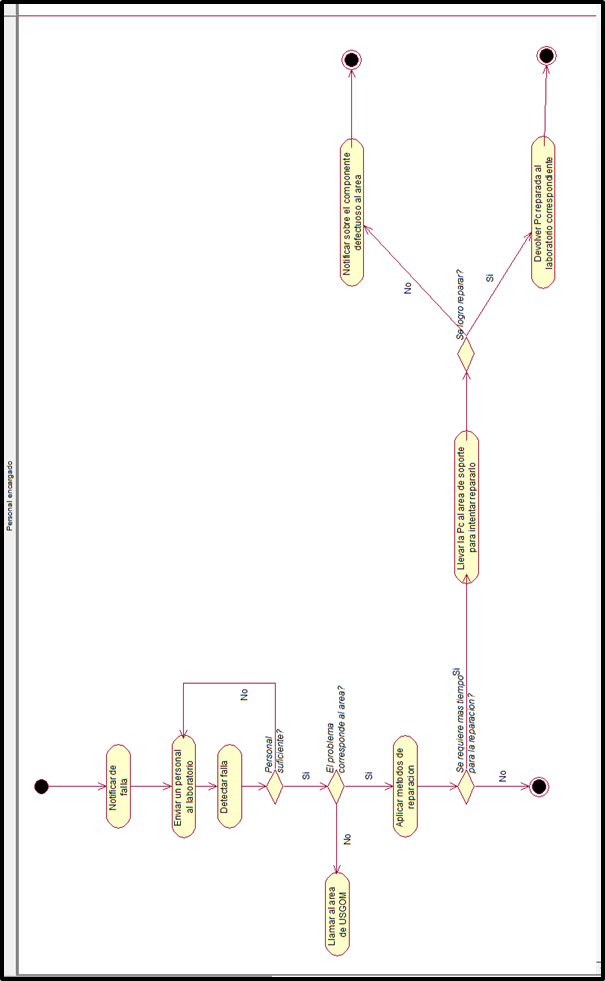 Personal encargado
Notificar de
falla
Enviar un personal
al laboratorio
Detectar falla
Personal
suficiente?
No
Si
El problema
corresponde al area?
No
Llamar al area
de USGOM
Si
Aplicar metodos de
reparacion
Se requiere mas tiempo
para la reparacion?
No
Si
Llevar la Pc al area de soporte
para intentar repararlo
Se logro reparar?
No
Notificar sobre el componente
defectuoso al area
Si
Devolver Pc reparada al
laboratorio correspondiente